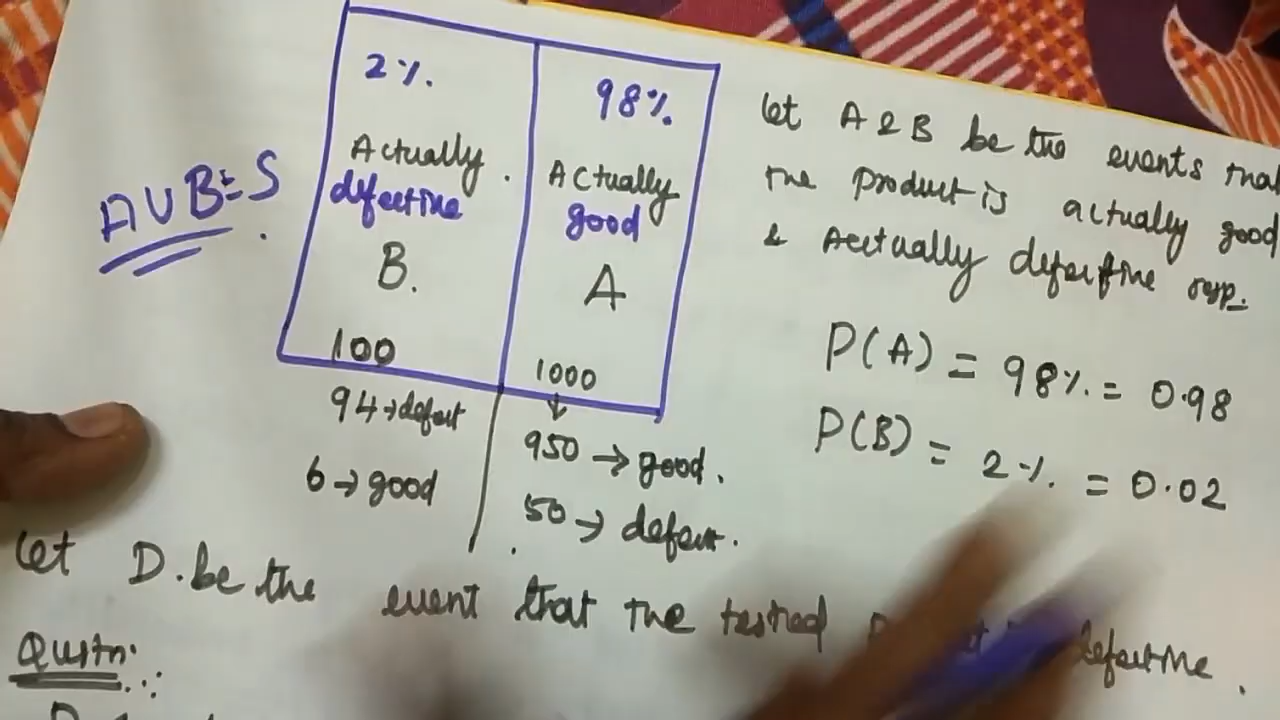 2%.
98%.
A∪B=S.
Actually
defective
B.
100
94→defect
6→good
Actually
good
A
1000
↓
950→good.
50→defect.
Let A & B be the events that
the product is actually good
& Actually defective resp.
P(A) = 98%. = 0.98
P(B) = 2%. = 0.02
Let D. be the event that the tested defective.
Qustn: